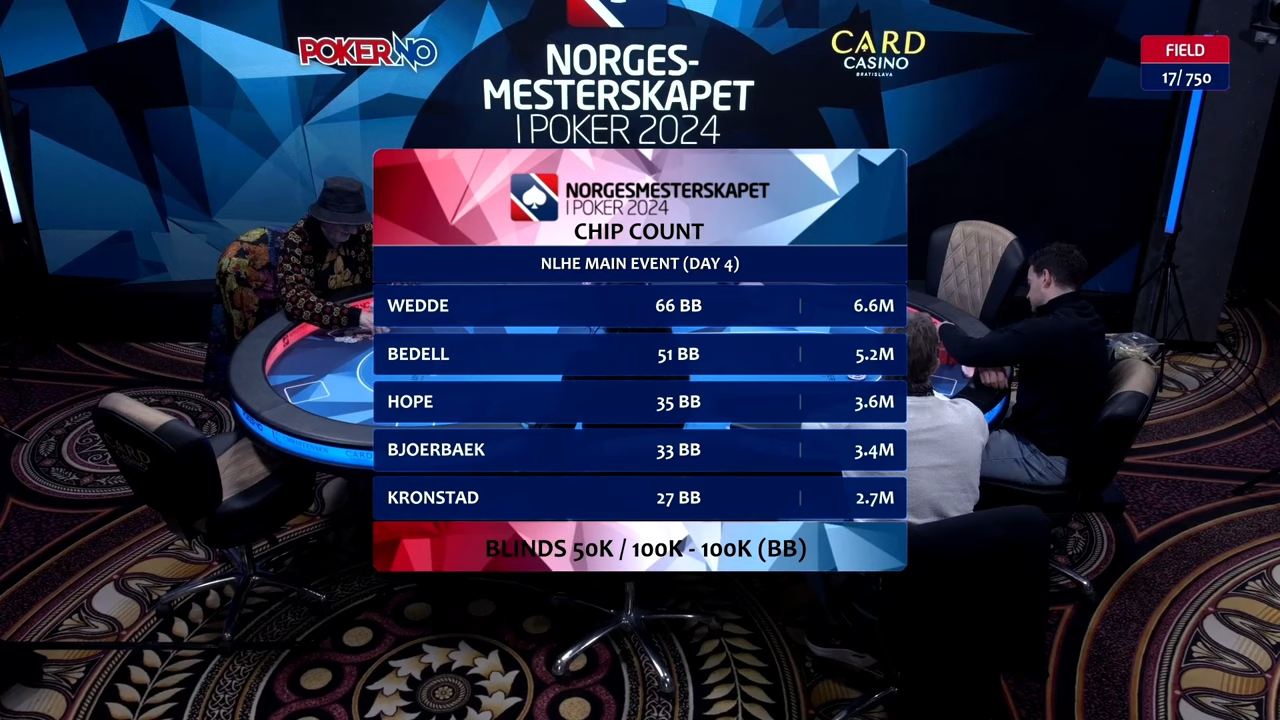 POKER.NO
NORGES-
MESTERSKAPET
I POKER 2024
CARD
CASINO
BRATISLAVA
FIELD
17/750
NORGESMESTERSKAPET
I POKER 2024
CHIP COUNT
NLHE MAIN EVENT (DAY 4)
WEDDE 66 BB | 6.6M
BEDELL 51 BB | 5.2M
HOPE 35 BB | 3.6M
BJOERBAEK 33 BB | 3.4M
KRONSTAD 27 BB | 2.7M
BLINDS 50K / 100K - 100K (BB)
CARD